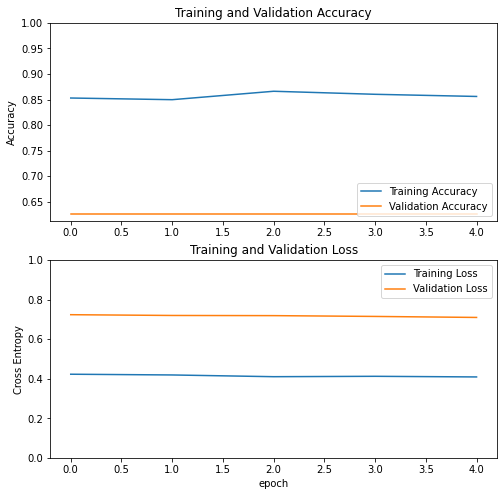 Training and Validation Accuracy
Accuracy
1.00
0.95
0.90
0.85
0.80
0.75
0.70
0.65
Training Accuracy
Validation Accuracy
0.0 0.5 1.0 1.5 2.0 2.5 3.0 3.5 4.0
Training and Validation Loss
Cross Entropy
1.0
0.8
0.6
0.4
0.2
0.0
Training Loss
Validation Loss
0.0 0.5 1.0 1.5 2.0 2.5 3.0 3.5 4.0
epoch